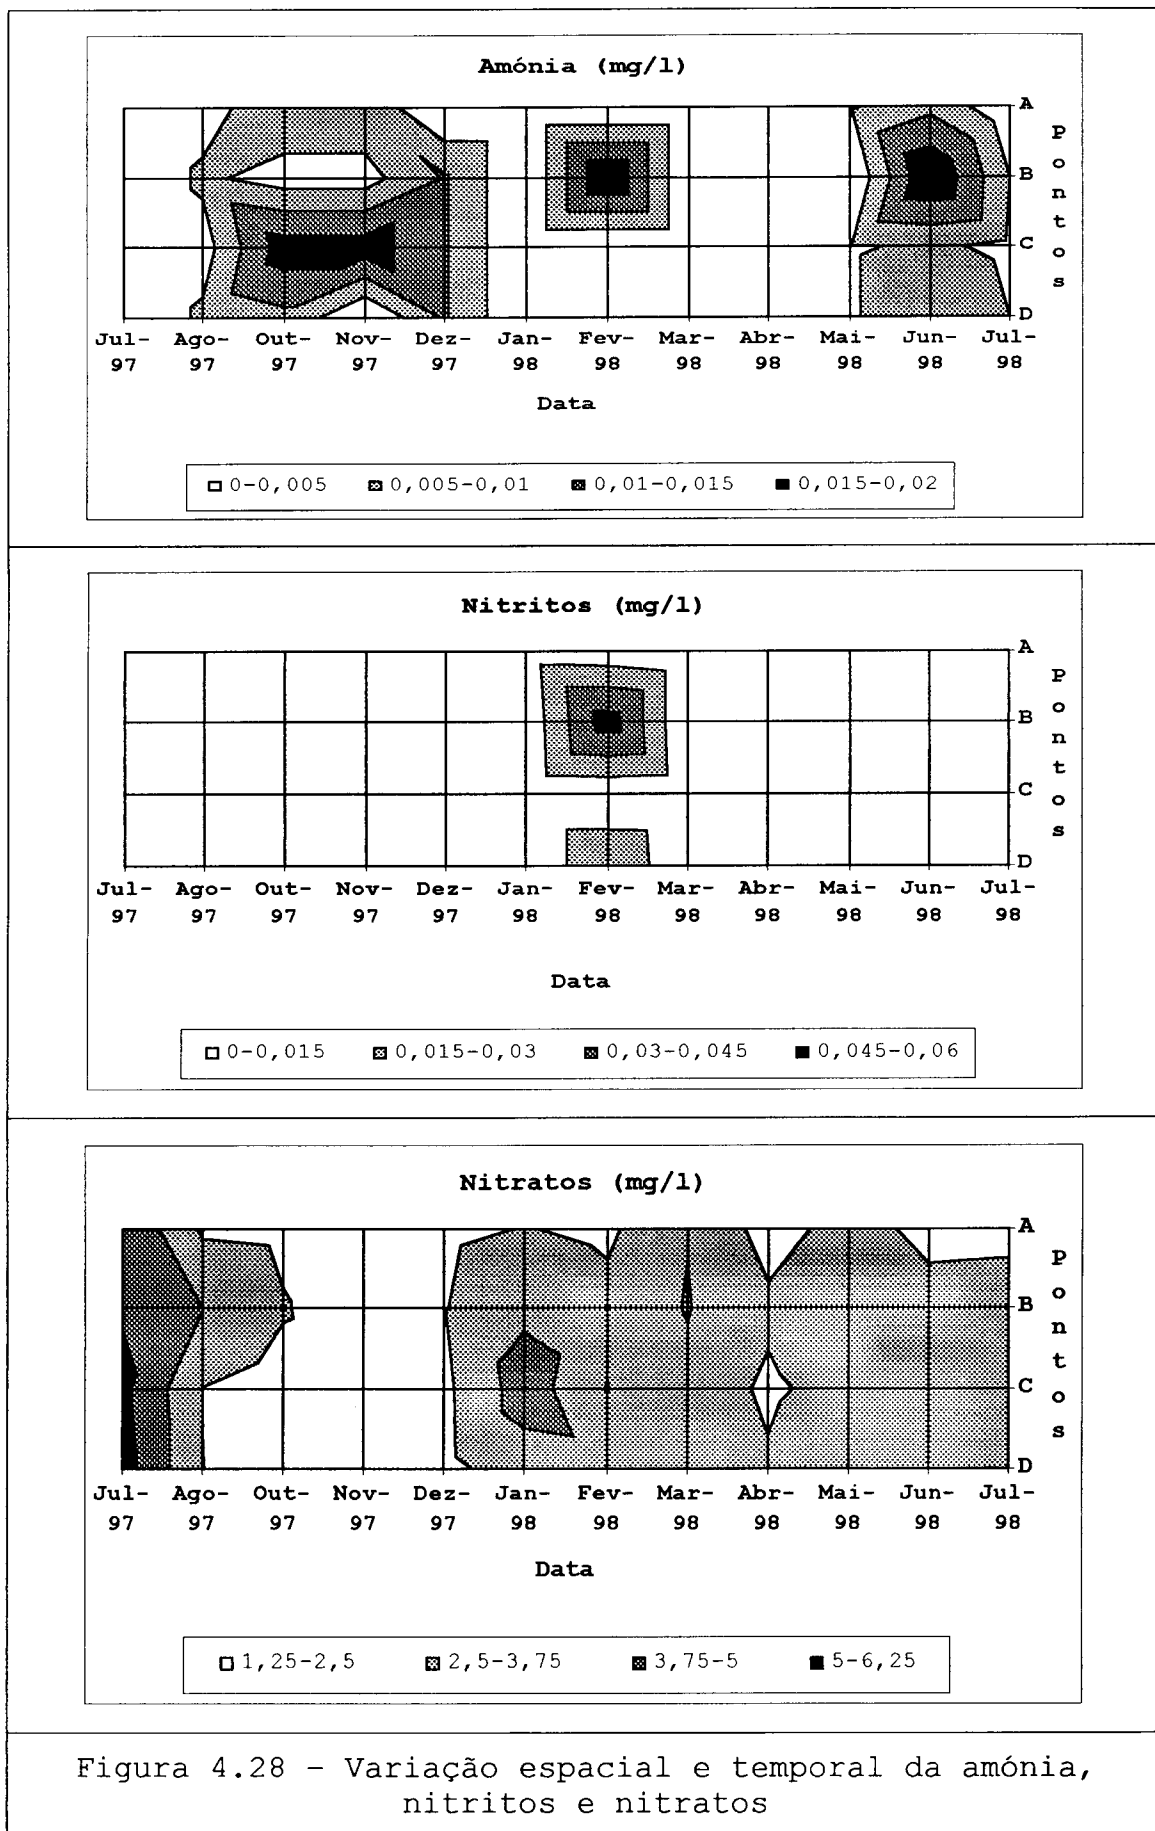 Amónia (mg/l)
A
B
C
D
Pontos
Jul-97 Ago-97 Out-97 Nov-97 Dez-97 Jan-98 Fev-98 Mar-98 Abr-98 Mai-98 Jun-98 Jul-98
Data
0-0,005 0,005-0,01 0,01-0,015 0,015-0,02
Nitritos (mg/l)
A
B
C
D
Pontos
Jul-97 Ago-97 Out-97 Nov-97 Dez-97 Jan-98 Fev-98 Mar-98 Abr-98 Mai-98 Jun-98 Jul-98
Data
0-0,015 0,015-0,03 0,03-0,045 0,045-0,06
Nitratos (mg/l)
A
B
C
D
Pontos
Jul-97 Ago-97 Out-97 Nov-97 Dez-97 Jan-98 Fev-98 Mar-98 Abr-98 Mai-98 Jun-98 Jul-98
Data
1,25-2,5 2,5-3,75 3,75-5 5-6,25
Figura 4.28 - Variação espacial e temporal da amónia,
nitritos e nitratos